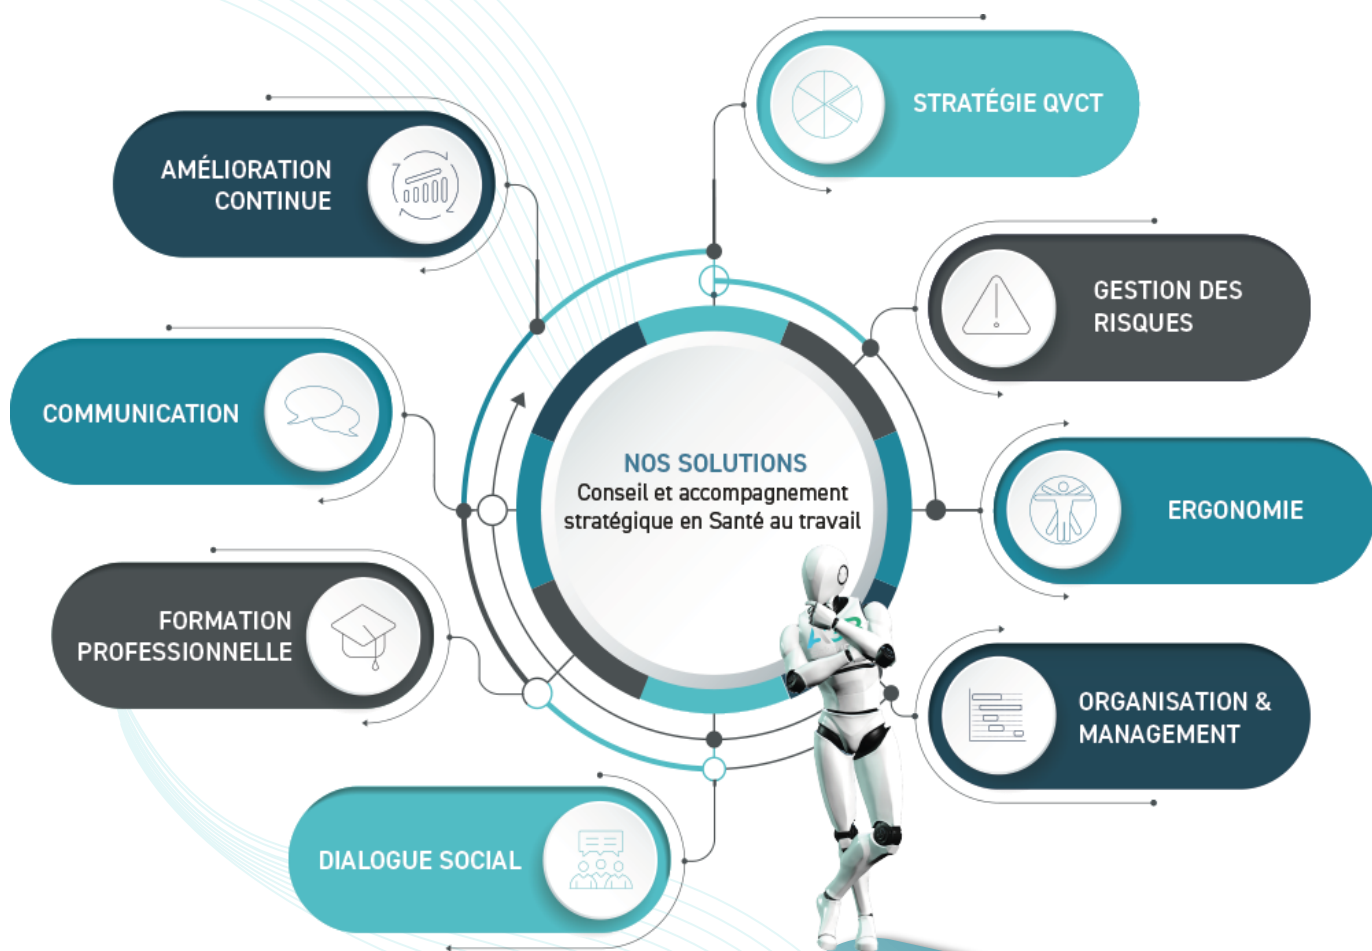 STRATÉGIE QVCT
AMÉLIORATION
CONTINUE
GESTION DES
RISQUES
COMMUNICATION
NOS SOLUTIONS
Conseil et accompagnement
stratégique en Santé au travail
ERGONOMIE
FORMATION
PROFESSIONNELLE
ORGANISATION &
MANAGEMENT
DIALOGUE SOCIAL